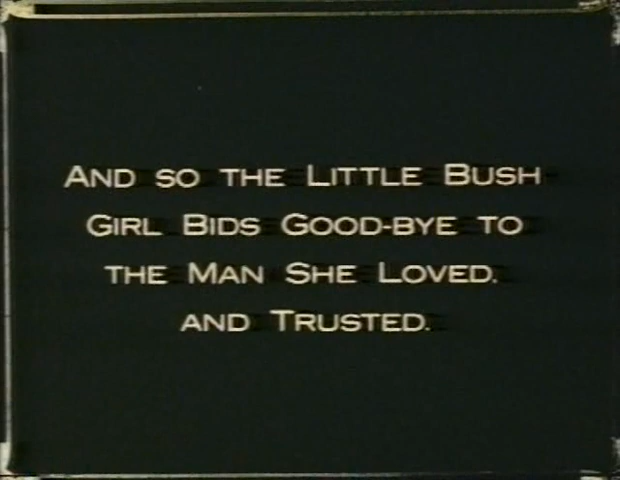 And so the Little Bush
Girl Bids Good-bye to
the Man She Loved.
and Trusted.